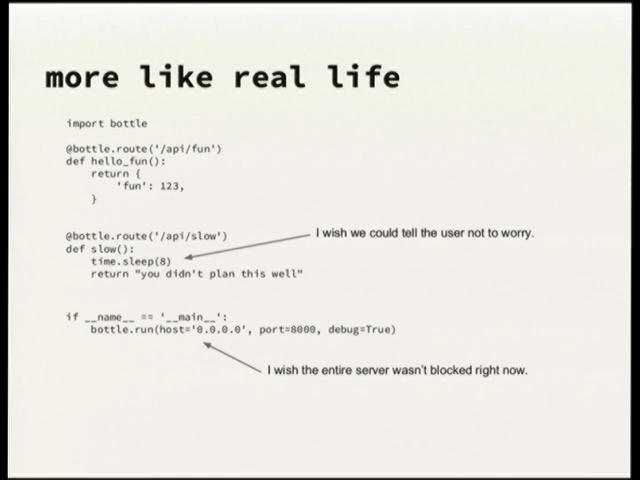 more like real life
import bottle
@bottle.route('/api/fun')
def hello_fun():
    return {
        'fun': 123,
    }
@bottle.route('/api/slow')
I wish we could tell the user not to worry.
def slow():
    time.sleep(8)
    return "you didn't plan this well"
if __name__ == '__main__':
    bottle.run(host='0.0.0.0', port=8000, debug=True)
I wish the entire server wasn't blocked right now.